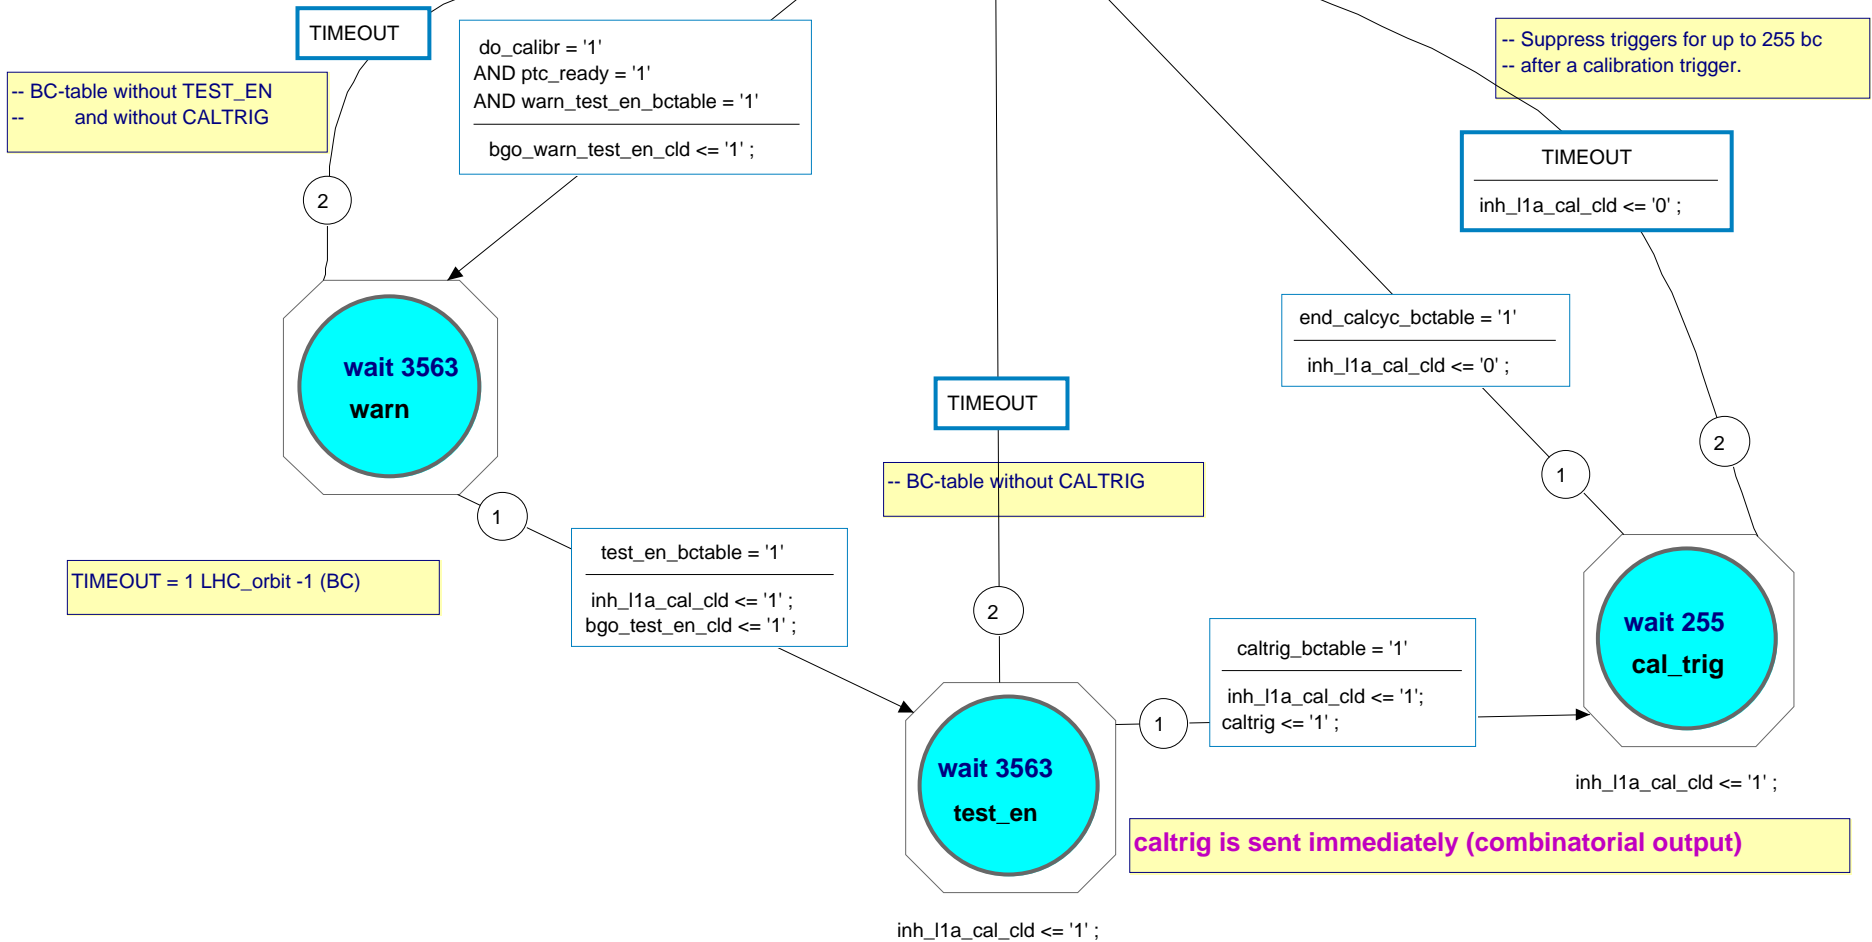 TIMEOUT
-- BC-table without TEST_EN
-- and without CALTRIG
do_calibr = '1'
AND ptc_ready = '1'
AND warn_test_en_bctable = '1'
bgo_warn_test_en_cld <= '1' ;
-- Suppress triggers for up to 255 bc
-- after a calibration trigger.
TIMEOUT
inh_l1a_cal_cld <= '0' ;
2
end_calcyc_bctable = '1'
inh_l1a_cal_cld <= '0' ;
wait 3563
warn
TIMEOUT
2
1
-- BC-table without CALTRIG
1
TIMEOUT = 1 LHC_orbit -1 (BC)
test_en_bctable = '1'
inh_l1a_cal_cld <= '1' ;
bgo_test_en_cld <= '1' ;
2
caltrig_bctable = '1'
inh_l1a_cal_cld <= '1';
caltrig <= '1' ;
1
wait 255
cal_trig
inh_l1a_cal_cld <= '1' ;
wait 3563
test_en
caltrig is sent immediately (combinatorial output)
inh_l1a_cal_cld <= '1' ;